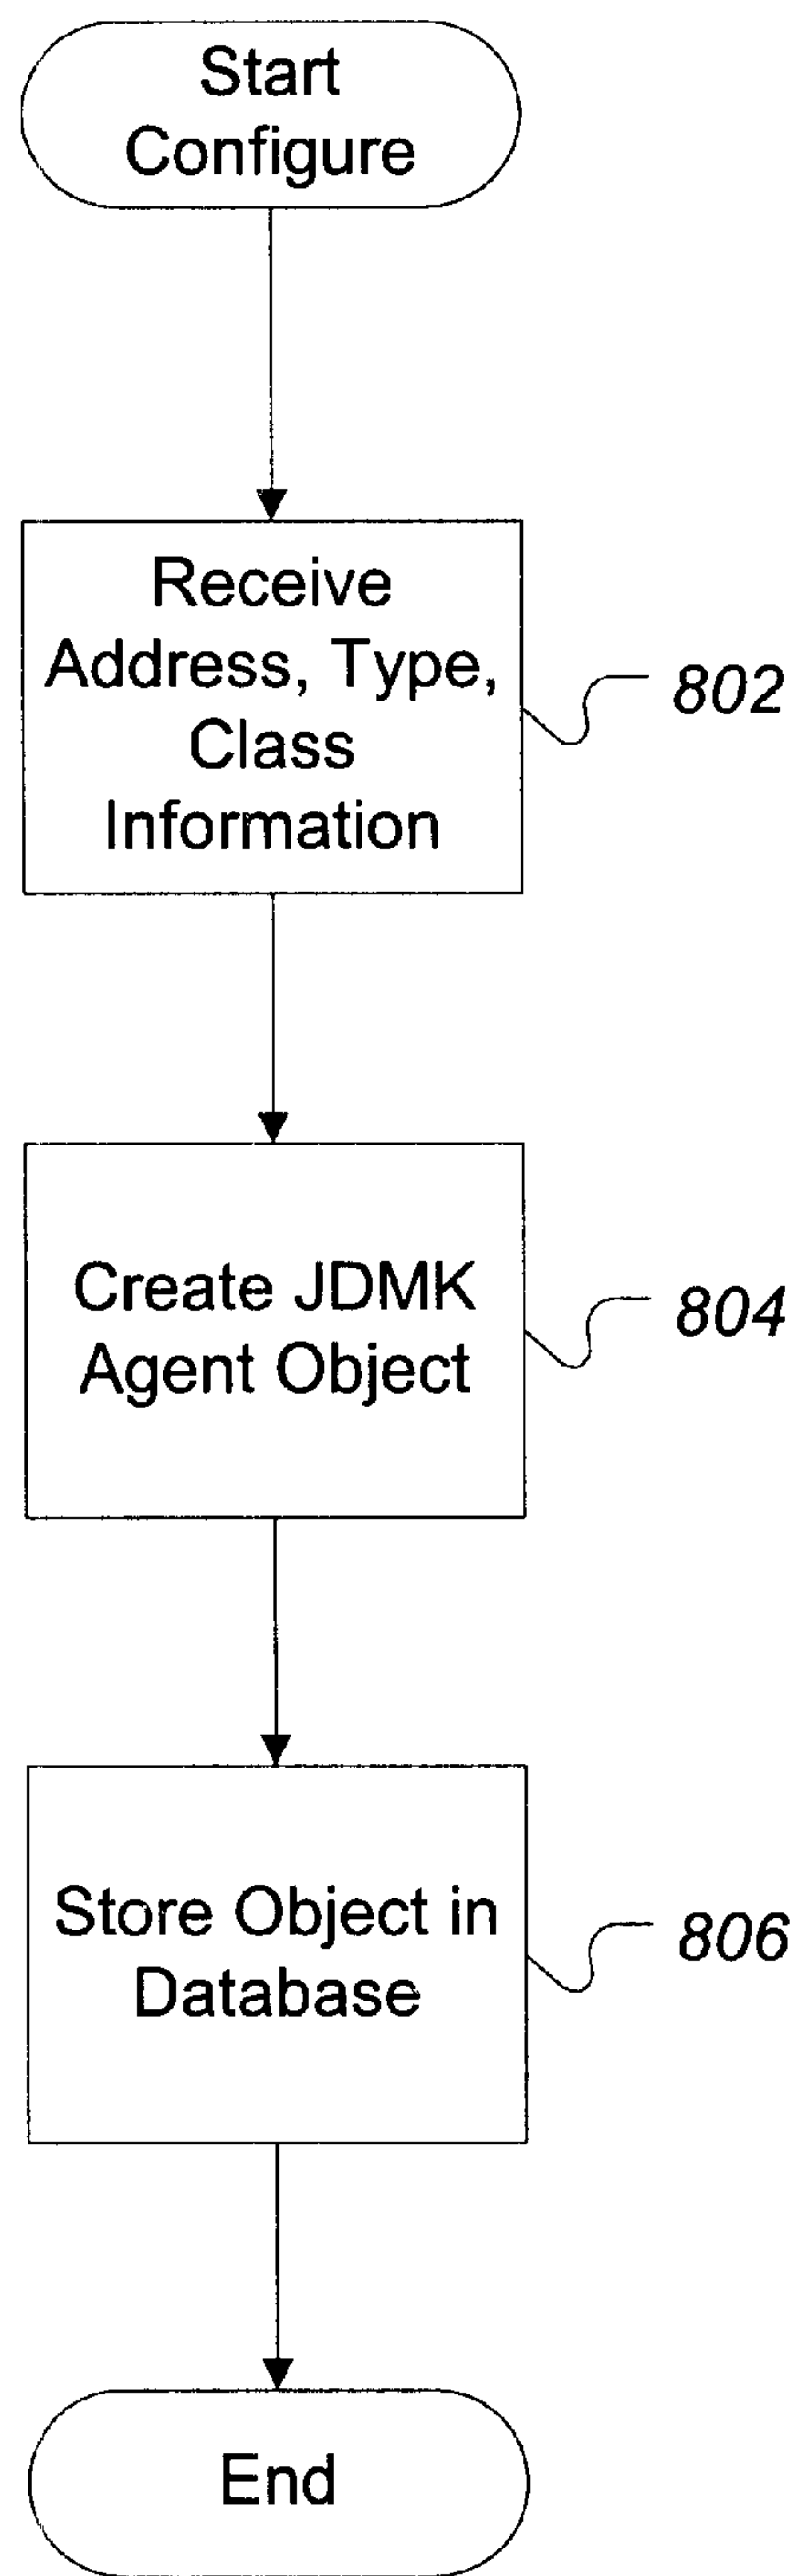 Start
Configure
Receive
Address, Type,
Class
Information
802
Create JDMK
Agent Object
804
Store Object in
Database
806
End